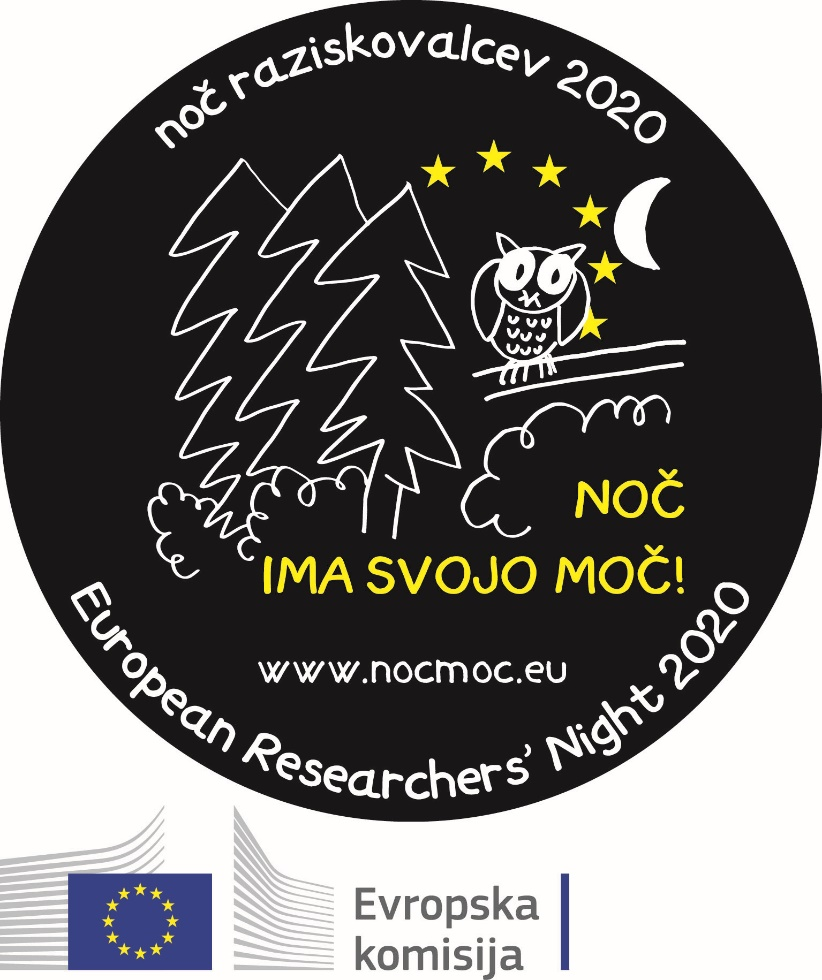 noč raziskovalcev 2020
NOČ
IMA SVOJO MOČ!
www.nocmoc.eu
European Researchers' Night 2020
Evropska
komisija